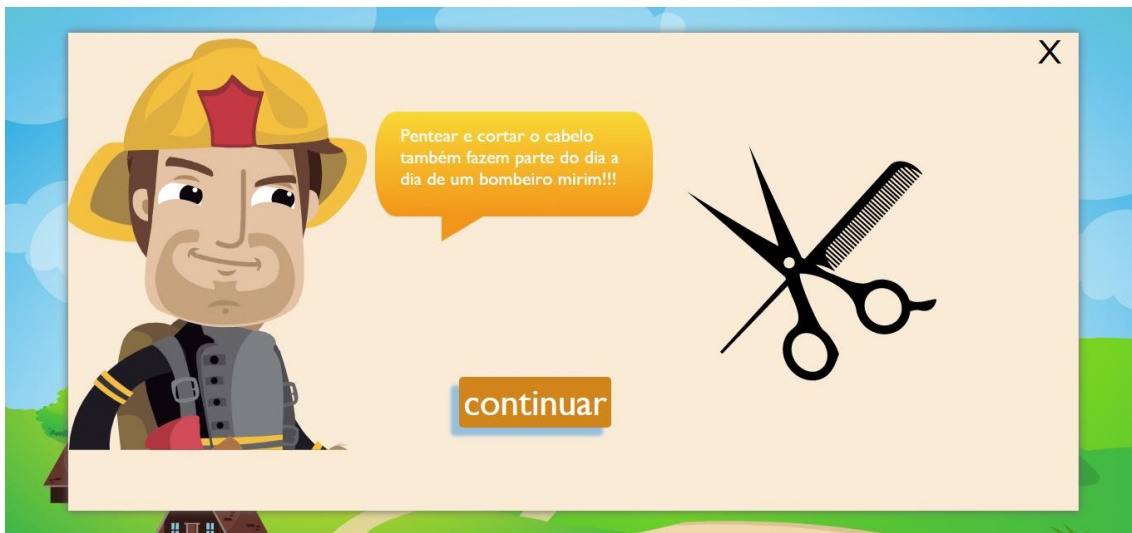 X
Pentear e cortar o cabelo
também fazem parte do dia a
dia de um bombeiro mirim!!!
continuar